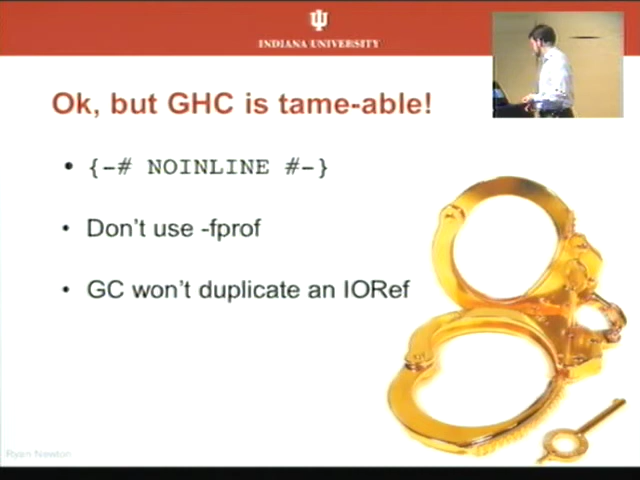 INDIANA UNIVERSITY
Ok, but GHC is tame-able!
• {-# NOINLINE #-}
• Don't use -fprof
• GC won't duplicate an IORef
Ryan Newton